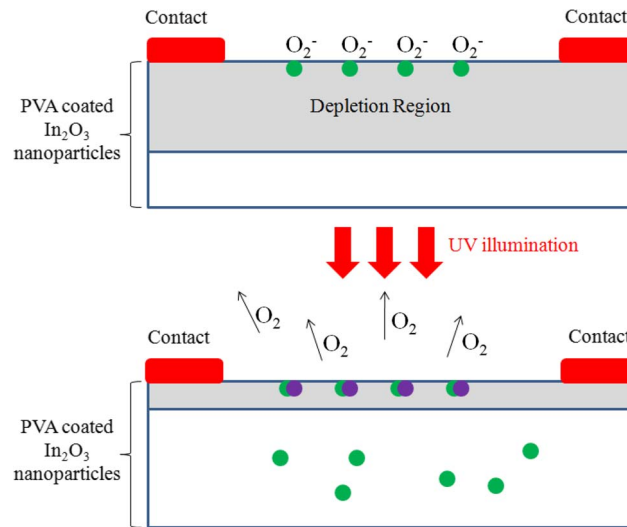 Contact
Contact
O₂⁻ O₂⁻ O₂⁻ O₂⁻
PVA coated
In₂O₃
nanoparticles
Depletion Region
UV illumination
O₂
O₂
O₂
O₂
Contact
Contact
PVA coated
In₂O₃
nanoparticles